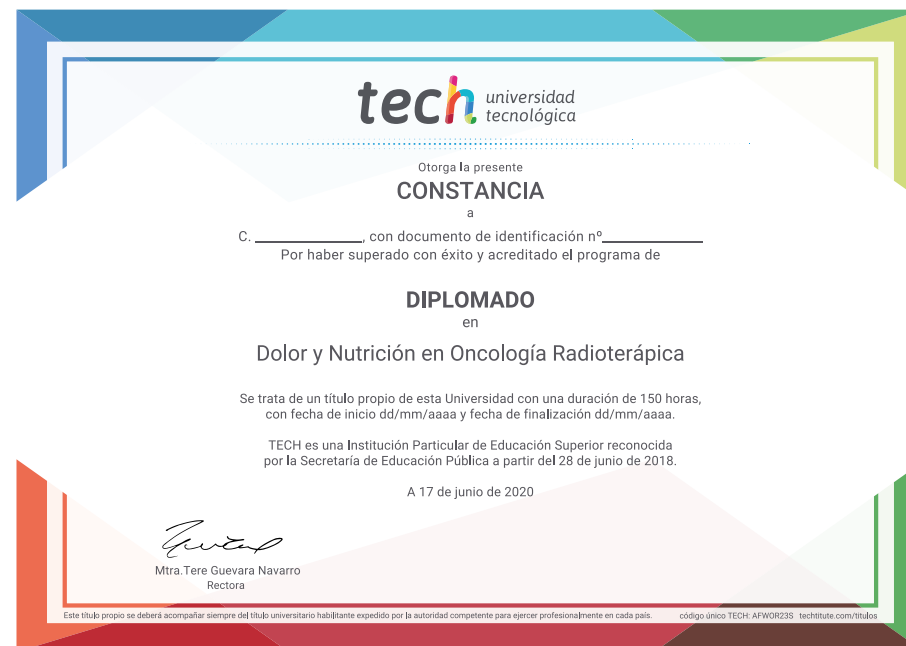 tech universidad
tecnológica
Otorga la presente
CONSTANCIA
a
C. ______________, con documento de identificación nº_____________
Por haber superado con éxito y acreditado el programa de
DIPLOMADO
en
Dolor y Nutrición en Oncología Radioterápica
Se trata de un título propio de esta Universidad con una duración de 150 horas,
con fecha de inicio dd/mm/aaaa y fecha de finalización dd/mm/aaaa.
TECH es una Institución Particular de Educación Superior reconocida
por la Secretaría de Educación Pública a partir del 28 de junio de 2018.
A 17 de junio de 2020
Mtra.Tere Guevara Navarro
Rectora
Este título propio se deberá acompañar siempre del título universitario habilitante expedido por la autoridad competente para ejercer profesionalmente en cada país. código único TECH: AFWOR23S techtitute.com/titulos